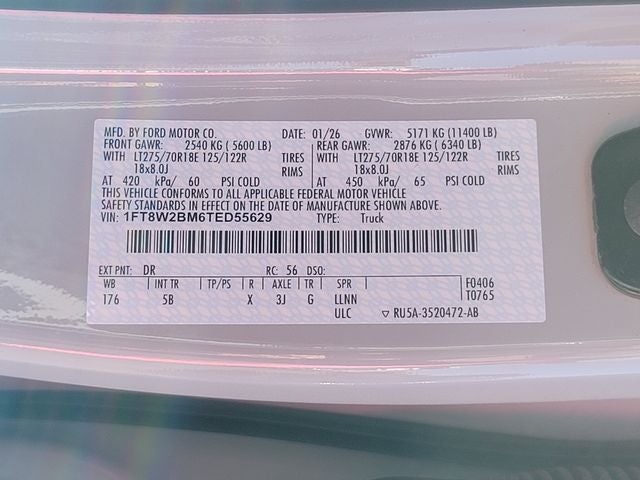 MFD. BY FORD MOTOR CO. DATE: 01/26 GVWR: 5171 KG (11400 LB)
FRONT GAWR: 2540 KG ( 5600 LB) REAR GAWR: 2876 KG ( 6340 LB)
WITH LT275/70R18E 125/122R TIRES WITH LT275/70R18E 125/122R TIRES
18x8.0J RIMS 18x8.0J RIMS
AT 420 kPa/ 60 PSI COLD AT 450 kPa/ 65 PSI COLD
THIS VEHICLE CONFORMS TO ALL APPLICABLE FEDERAL MOTOR VEHICLE
SAFETY STANDARDS IN EFFECT ON THE DATE OF MANUFACTURE SHOWN ABOVE.
VIN: 1FT8W2BM6TED55629 TYPE: Truck
EXT PNT: DR RC: 56 DSO:
WB INT TR TP/PS R AXLE TR SPR F0406
176 5B X 3J G LLNN T0765
ULC ▽ RU5A-3520472-AB